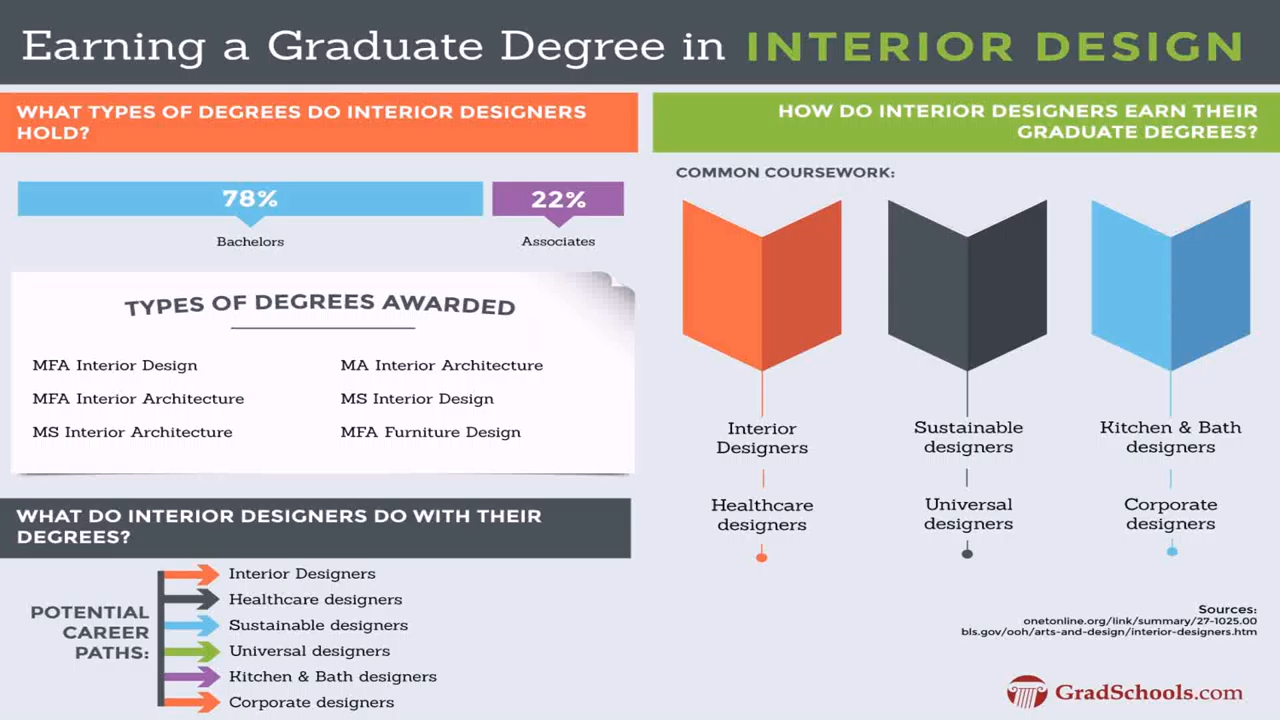 Earning a Graduate Degree in INTERIOR DESIGN
WHAT TYPES OF DEGREES DO INTERIOR DESIGNERS
HOLD?
78%
22%
Bachelors
Associates
TYPES OF DEGREES AWARDED
MFA Interior Design
MA Interior Architecture
MFA Interior Architecture
MS Interior Design
MS Interior Architecture
MFA Furniture Design
WHAT DO INTERIOR DESIGNERS DO WITH THEIR
DEGREES?
POTENTIAL
CAREER
PATHS:
Interior Designers
Healthcare designers
Sustainable designers
Universal designers
Kitchen & Bath designers
Corporate designers
HOW DO INTERIOR DESIGNERS EARN THEIR
GRADUATE DEGREES?
COMMON COURSEWORK:
Interior
Designers
Healthcare
designers
Sustainable
designers
Universal
designers
Kitchen & Bath
designers
Corporate
designers
Sources:
onetonline.org/link/summary/27-1025.00
bls.gov/ooh/arts-and-design/interior-designers.htm
GradSchools.com